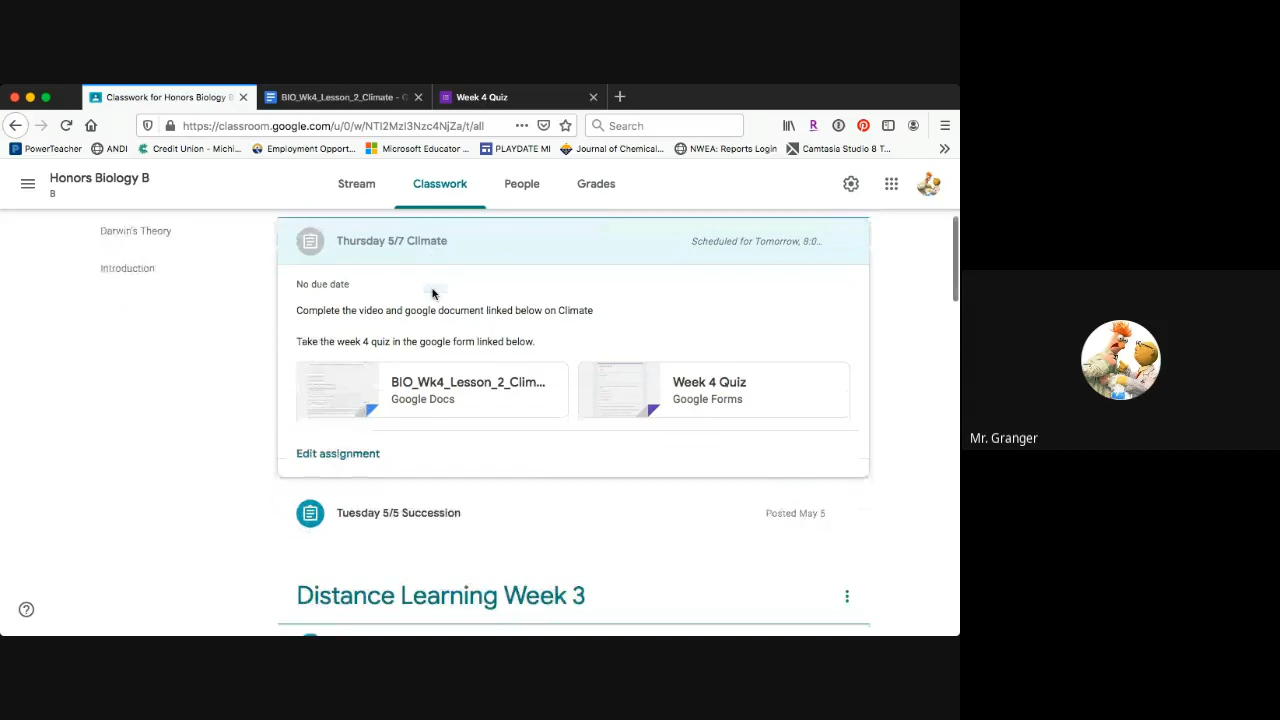 Classwork for Honors Biology B
BIO_Wk4_Lesson_2_Climate - G
Week 4 Quiz
https://classroom.google.com/u/0/w/NTI2MzI3Nzc4NjZa/t/all
Search
PowerTeacher
ANDI
Credit Union - Michi...
Employment Opport...
Microsoft Educator ...
PLAYDATE MI
Journal of Chemical...
NWEA: Reports Login
Camtasia Studio 8 T...
Honors Biology B
B
Stream
Classwork
People
Grades
Darwin's Theory
Introduction
Thursday 5/7 Climate
Scheduled for Tomorrow, 8:0...
No due date
Complete the video and google document linked below on Climate
Take the week 4 quiz in the google form linked below.
BIO_Wk4_Lesson_2_Clim...
Google Docs
Week 4 Quiz
Google Forms
Edit assignment
Tuesday 5/5 Succession
Posted May 5
Distance Learning Week 3
Mr. Granger